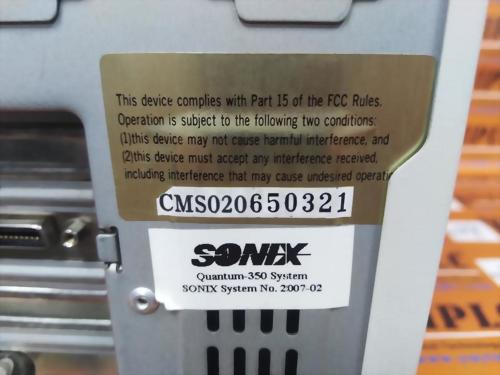 This device complies with Part 15 of the FCC Rules.
Operation is subject to the following two conditions:
(1)this device may not cause harmful interference, and
(2)this device must accept any interference received,
including interference that may cause undesired operati
CMS020650321
SONIX
Quantum-350 System
SONIX System No. 2007-02